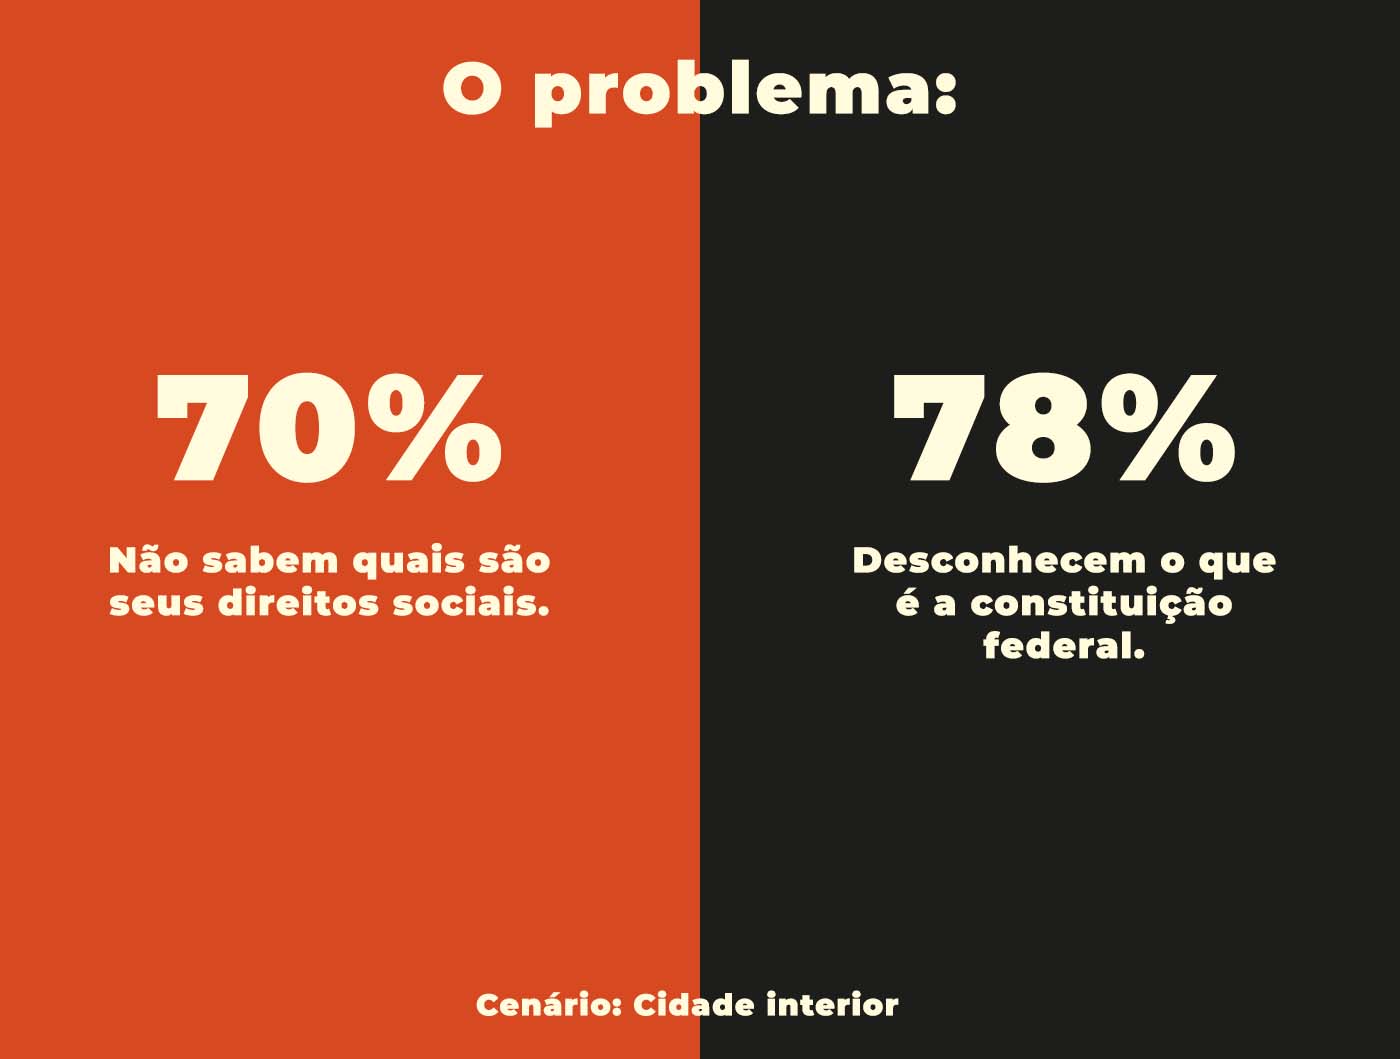 O problema:
70%
Não sabem quais são
seus direitos sociais.
78%
Desconhecem o que
é a constituição
federal.
Cenário: Cidade interior